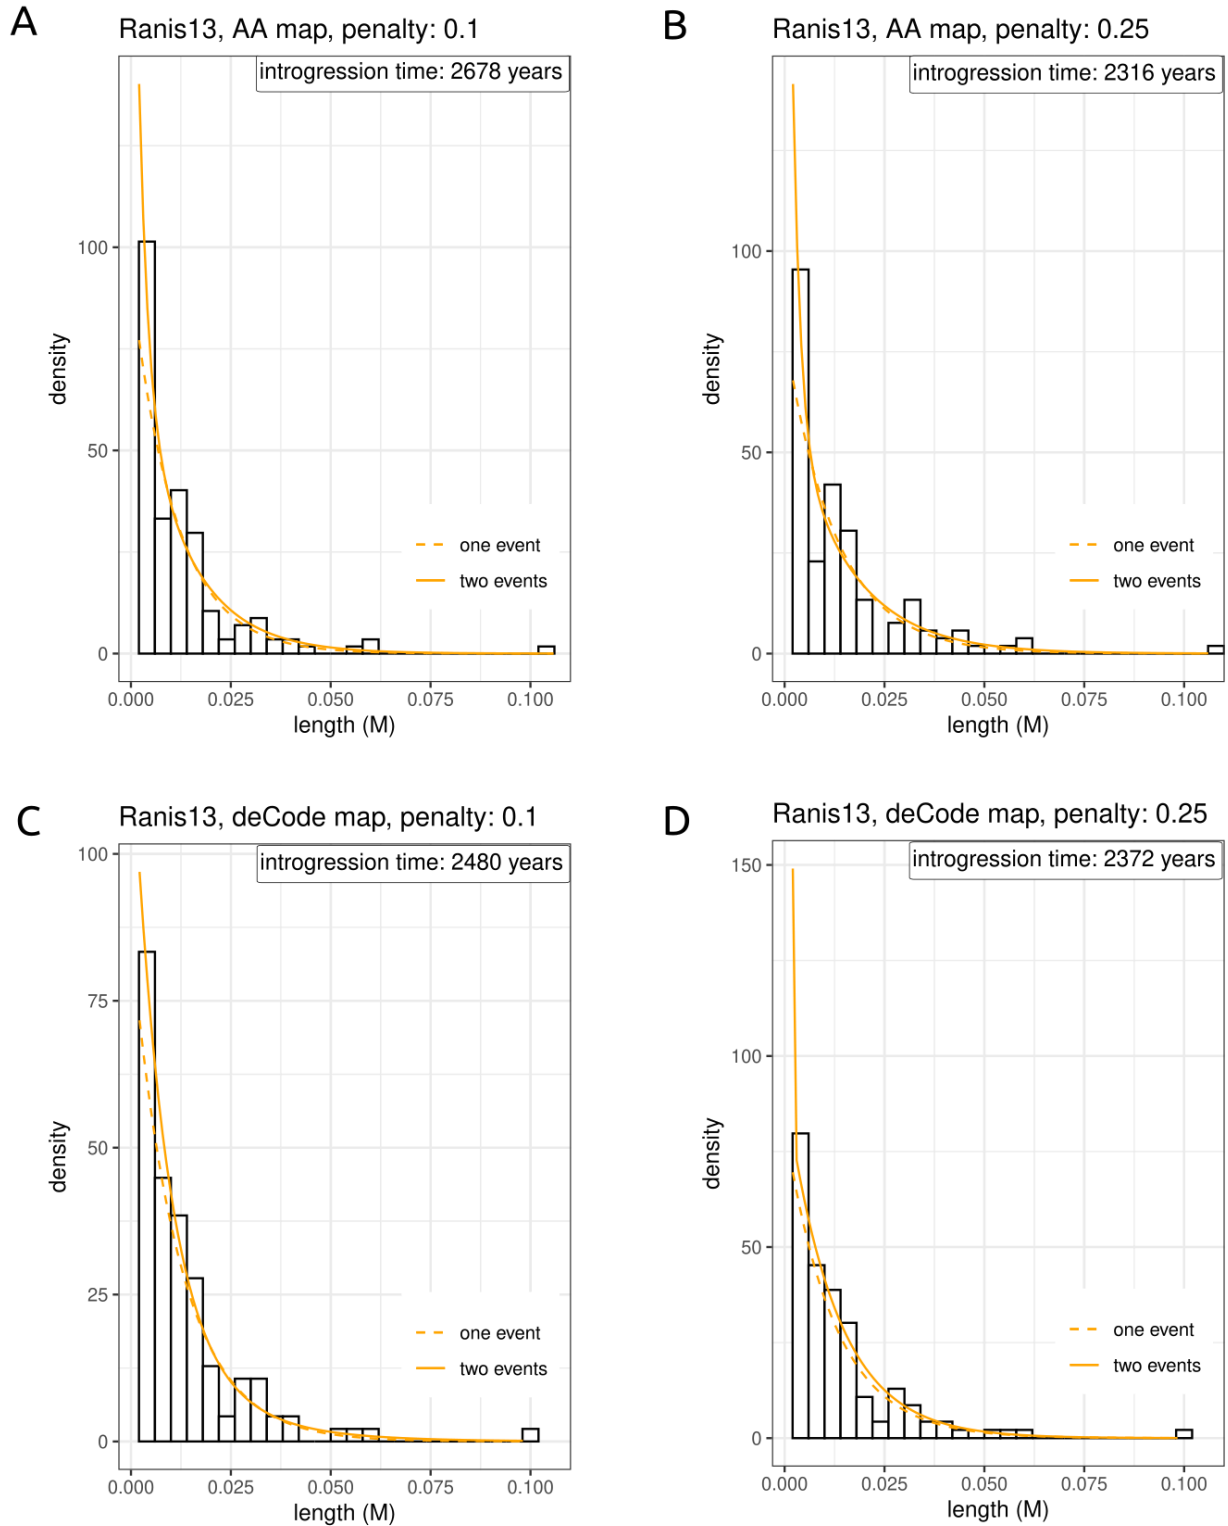 A
Ranis13, AA map, penalty: 0.1
introgression time: 2678 years
100
50
0
density
one event
two events
0.000 0.025 0.050 0.075 0.100
length (M)
B
Ranis13, AA map, penalty: 0.25
introgression time: 2316 years
100
50
0
density
one event
two events
0.000 0.025 0.050 0.075 0.100
length (M)
C
Ranis13, deCode map, penalty: 0.1
introgression time: 2480 years
100
75
50
25
0
density
one event
two events
0.000 0.025 0.050 0.075 0.100
length (M)
D
Ranis13, deCode map, penalty: 0.25
introgression time: 2372 years
150
100
50
0
density
one event
two events
0.000 0.025 0.050 0.075 0.100
length (M)